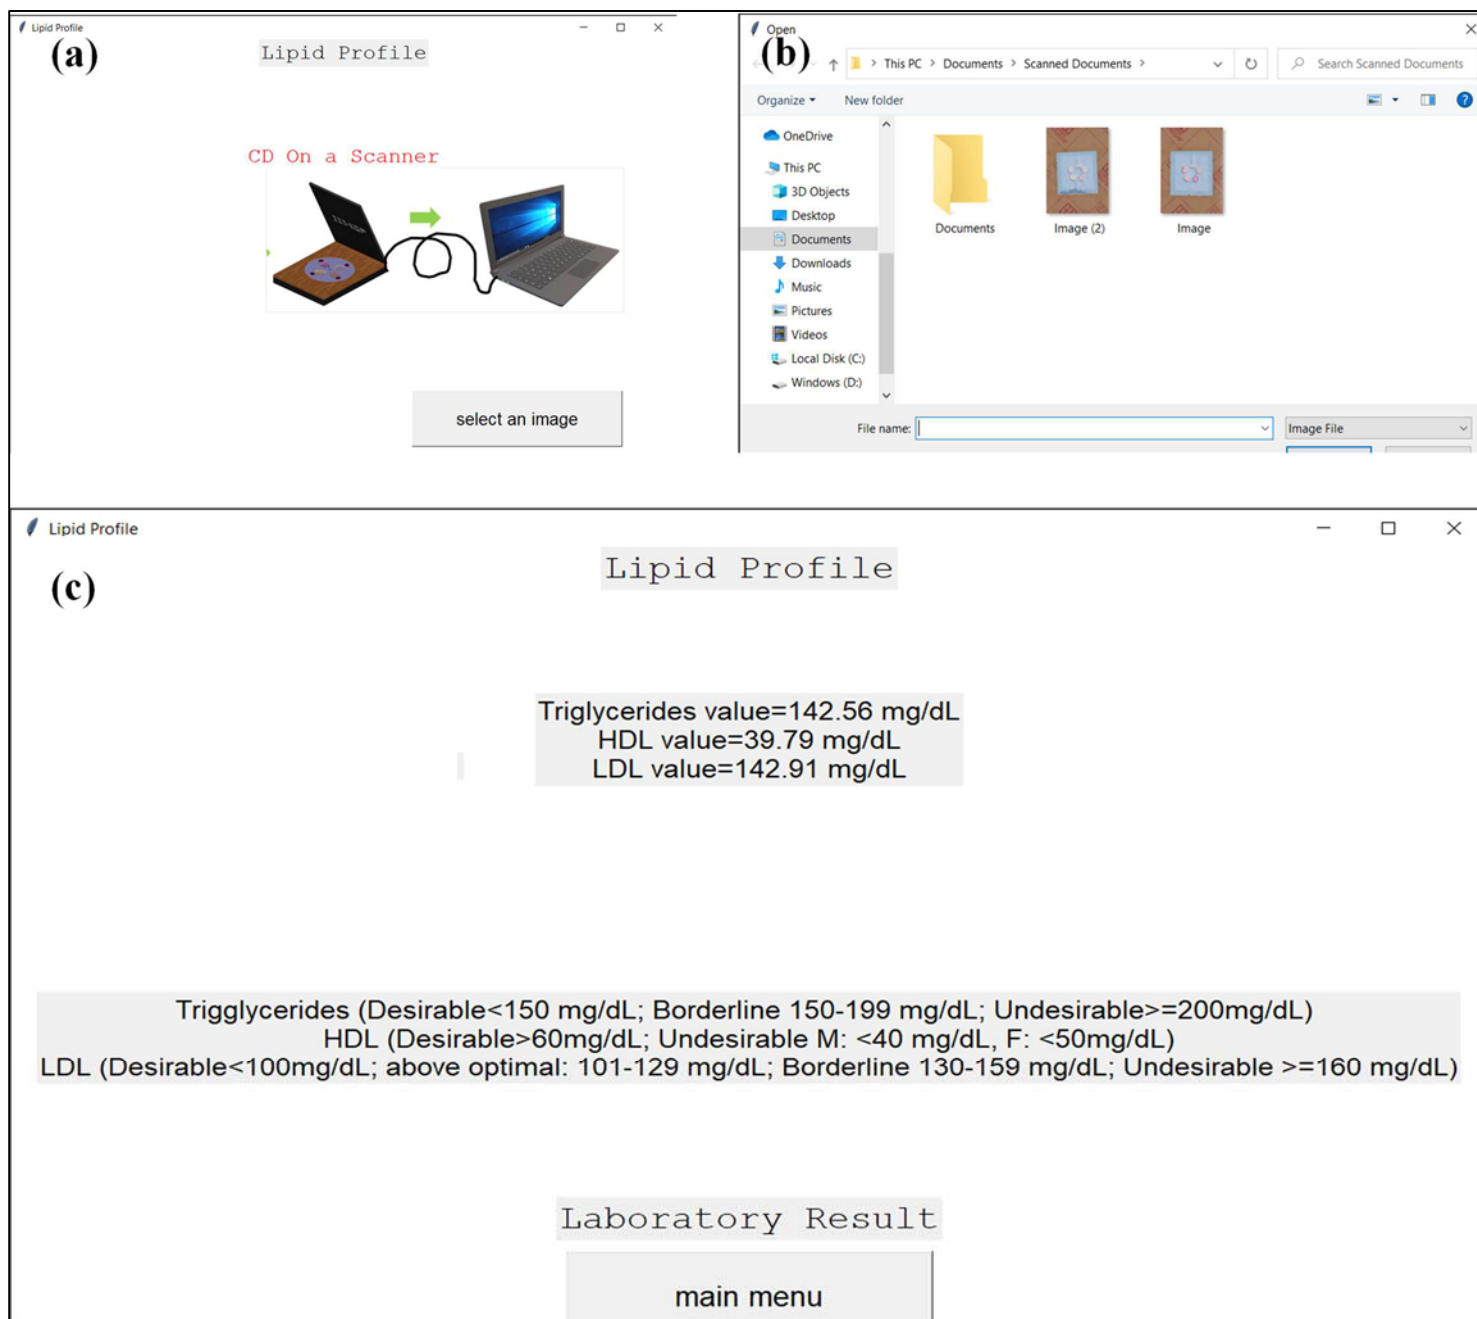 Lipid Profile
(a)
Lipid Profile
CD On a Scanner
select an image
Open
(b)
This PC > Documents > Scanned Documents >
Search Scanned Documents
Organize
New folder
OneDrive
This PC
3D Objects
Desktop
Documents
Downloads
Music
Pictures
Videos
Local Disk (C:)
Windows (D:)
Documents
Image (2)
Image
File name:
Image File
Lipid Profile
(c)
Lipid Profile
Triglycerides value=142.56 mg/dL
HDL value=39.79 mg/dL
LDL value=142.91 mg/dL
Trigglycerides (Desirable<150 mg/dL; Borderline 150-199 mg/dL; Undesirable>=200mg/dL)
HDL (Desirable>60mg/dL; Undesirable M: <40 mg/dL, F: <50mg/dL)
LDL (Desirable<100mg/dL; above optimal: 101-129 mg/dL; Borderline 130-159 mg/dL; Undesirable >=160 mg/dL)
Laboratory Result
main menu